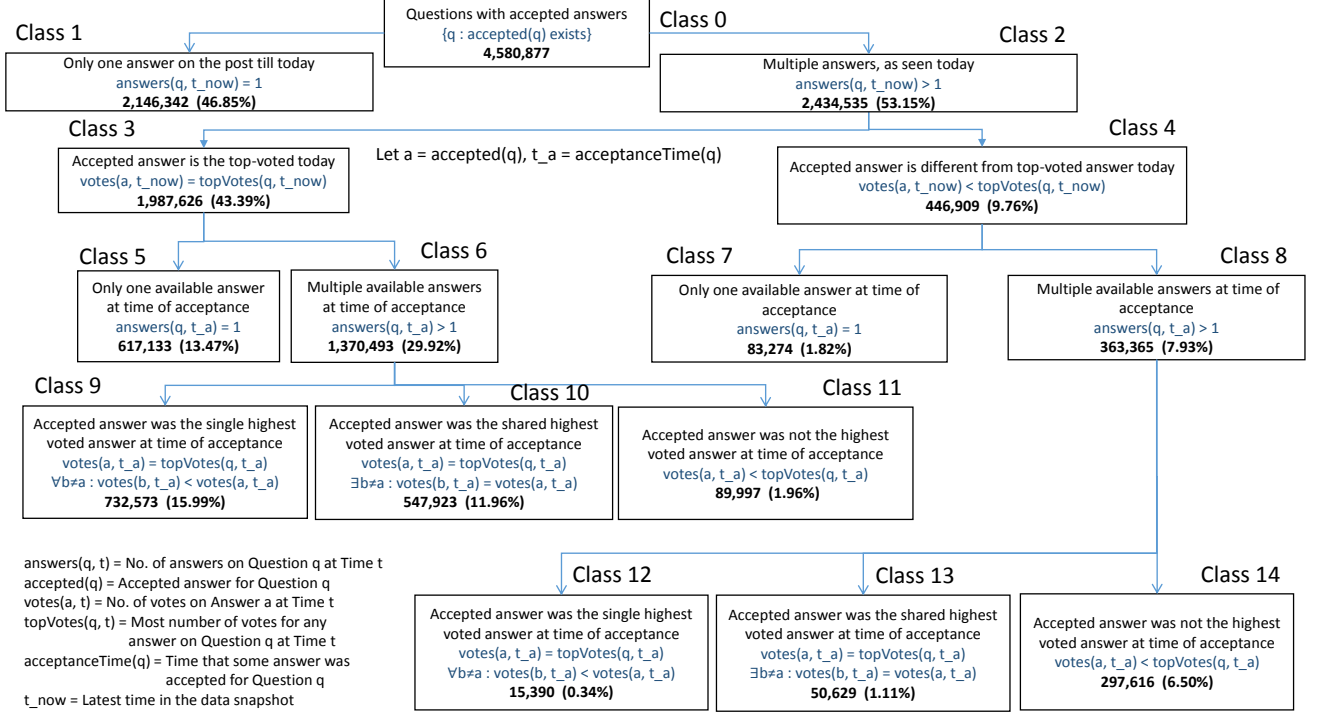 Questions with accepted answers
{q : accepted(q) exists}
4,580,877
Class 0
Class 1
Only one answer on the post till today
answers(q, t_now) = 1
2,146,342 (46.85%)
Class 2
Multiple answers, as seen today
answers(q, t_now) > 1
2,434,535 (53.15%)
Class 3
Accepted answer is the top-voted today
votes(a, t_now) = topVotes(q, t_now)
1,987,626 (43.39%)
Let a = accepted(q), t_a = acceptanceTime(q)
Class 4
Accepted answer is different from top-voted answer today
votes(a, t_now) < topVotes(q, t_now)
446,909 (9.76%)
Class 5
Only one available answer
at time of acceptance
answers(q, t_a) = 1
617,133 (13.47%)
Class 6
Multiple available answers
at time of acceptance
answers(q, t_a) > 1
1,370,493 (29.92%)
Class 7
Only one available answer at time of
acceptance
answers(q, t_a) = 1
83,274 (1.82%)
Class 8
Multiple available answers at time of
acceptance
answers(q, t_a) > 1
363,365 (7.93%)
Class 9
Accepted answer was the single highest
voted answer at time of acceptance
votes(a, t_a) = topVotes(q, t_a)
∀b≠a : votes(b, t_a) < votes(a, t_a)
732,573 (15.99%)
Class 10
Accepted answer was the shared highest
voted answer at time of acceptance
votes(a, t_a) = topVotes(q, t_a)
∃b≠a : votes(b, t_a) = votes(a, t_a)
547,923 (11.96%)
Class 11
Accepted answer was not the highest
voted answer at time of acceptance
votes(a, t_a) < topVotes(q, t_a)
89,997 (1.96%)
answers(q, t) = No. of answers on Question q at Time t
accepted(q) = Accepted answer for Question q
votes(a, t) = No. of votes on Answer a at Time t
topVotes(q, t) = Most number of votes for any
answer on Question q at Time t
acceptanceTime(q) = Time that some answer was
accepted for Question q
t_now = Latest time in the data snapshot
Class 12
Accepted answer was the single highest
voted answer at time of acceptance
votes(a, t_a) = topVotes(q, t_a)
∀b≠a : votes(b, t_a) < votes(a, t_a)
15,390 (0.34%)
Class 13
Accepted answer was the shared highest
voted answer at time of acceptance
votes(a, t_a) = topVotes(q, t_a)
∃b≠a : votes(b, t_a) = votes(a, t_a)
50,629 (1.11%)
Class 14
Accepted answer was not the highest
voted answer at time of acceptance
votes(a, t_a) < topVotes(q, t_a)
297,616 (6.50%)